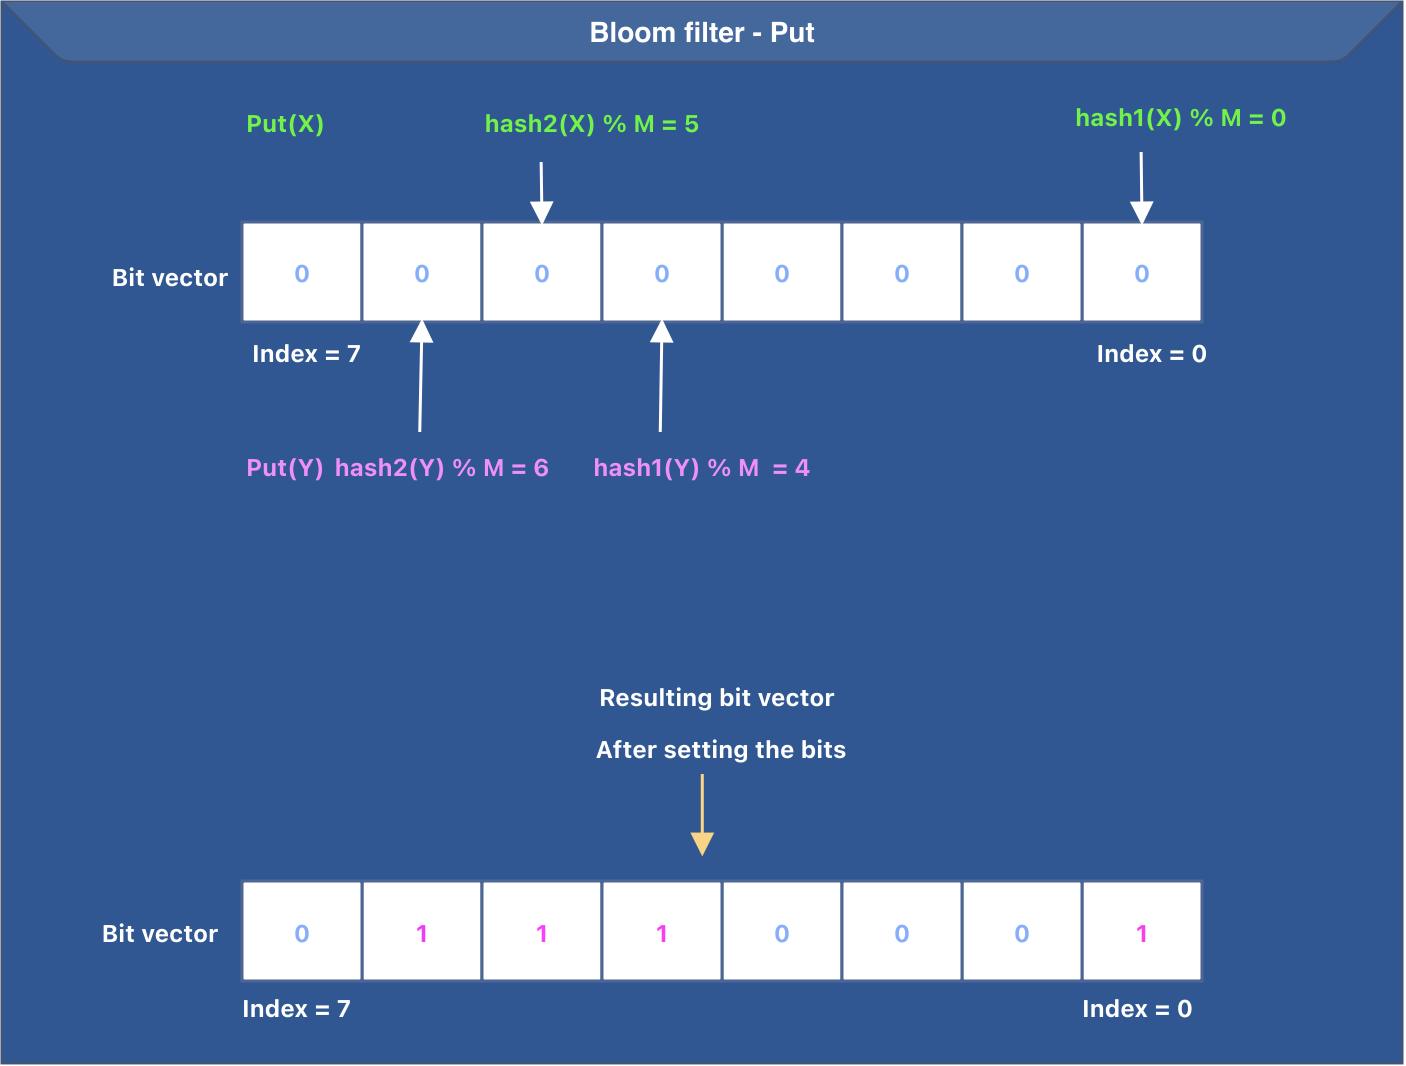 Bloom filter - Put
Put(X) hash2(X) % M = 5 hash1(X) % M = 0
Bit vector 0 0 0 0 0 0 0 0
Index = 7 Index = 0
Put(Y) hash2(Y) % M = 6 hash1(Y) % M = 4
Resulting bit vector
After setting the bits
Bit vector 0 1 1 1 0 0 0 1
Index = 7 Index = 0